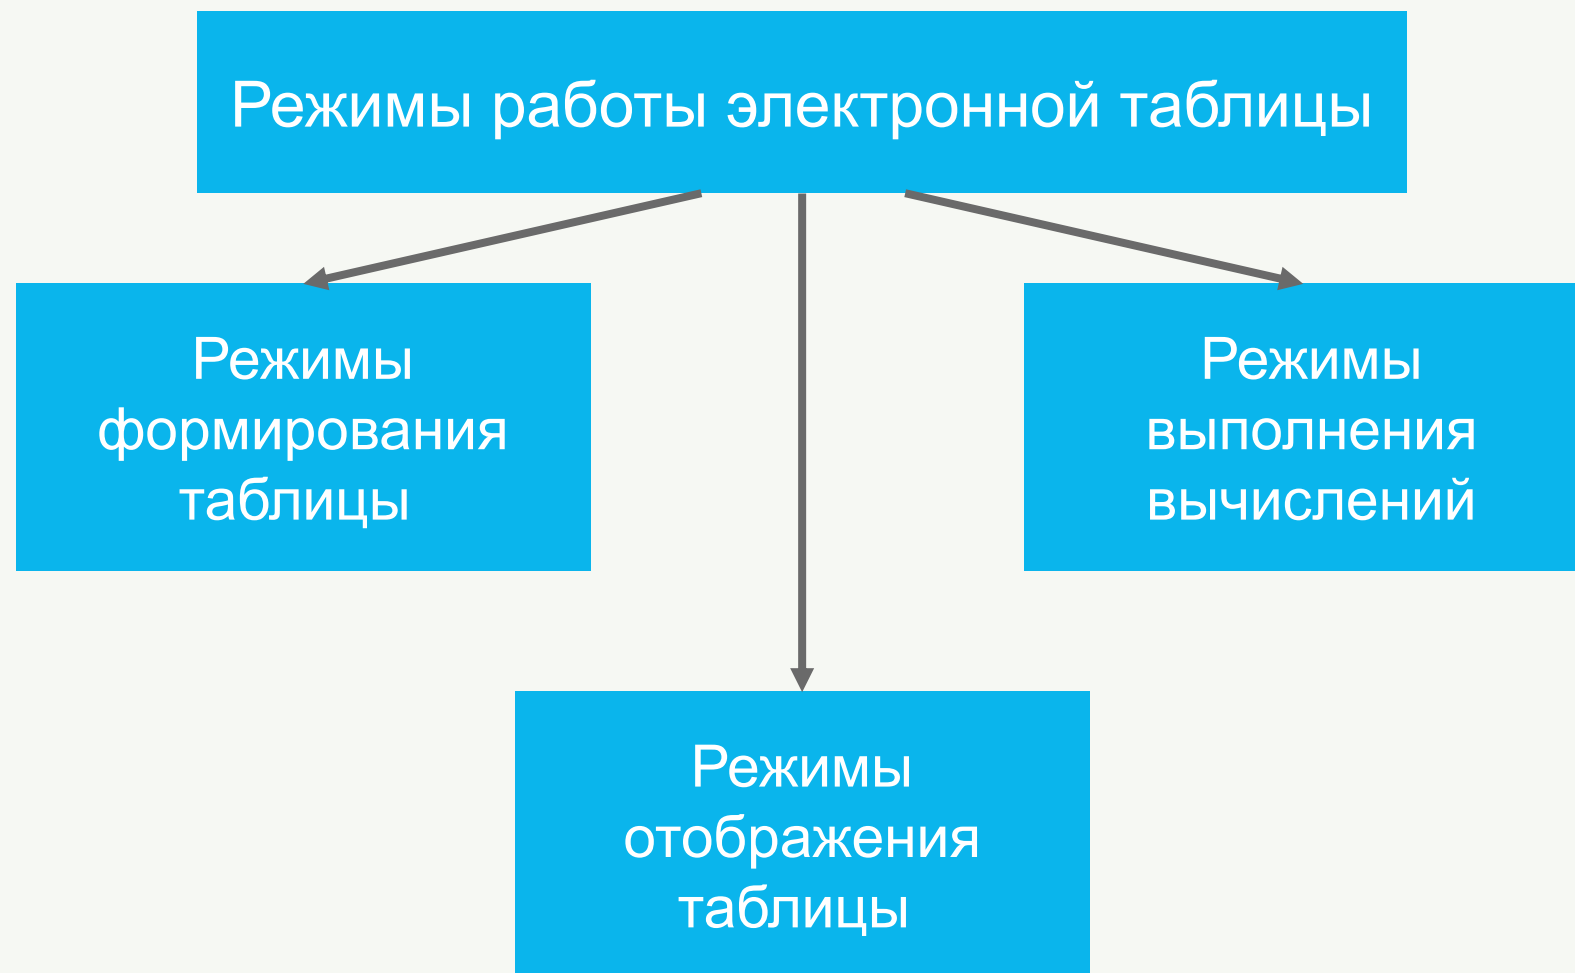 Режимы работы электронной таблицы
Режимы
формирования
таблицы
Режимы
выполнения
вычислений
Режимы
отображения
таблицы